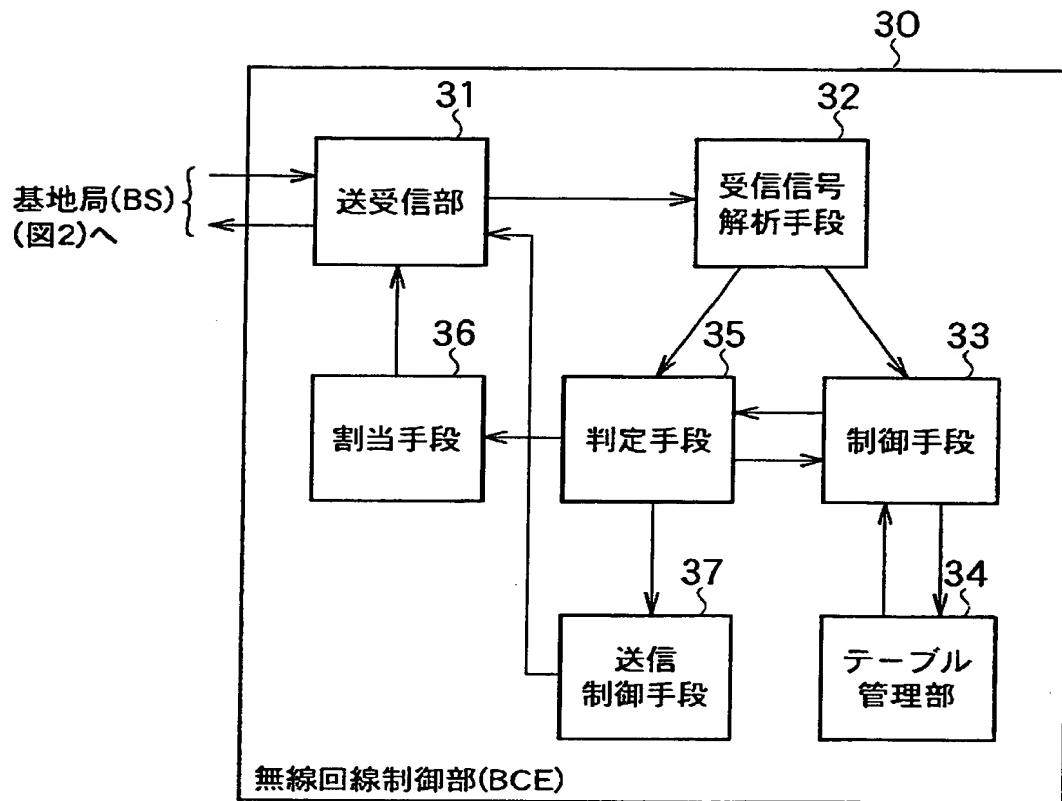 30
31
32
基地局(BS)
(図2)へ
送受信部
受信信号
解析手段
36
35
33
割当手段
判定手段
制御手段
37
34
送信
制御手段
テーブル
管理部
無線回線制御部(BCE)